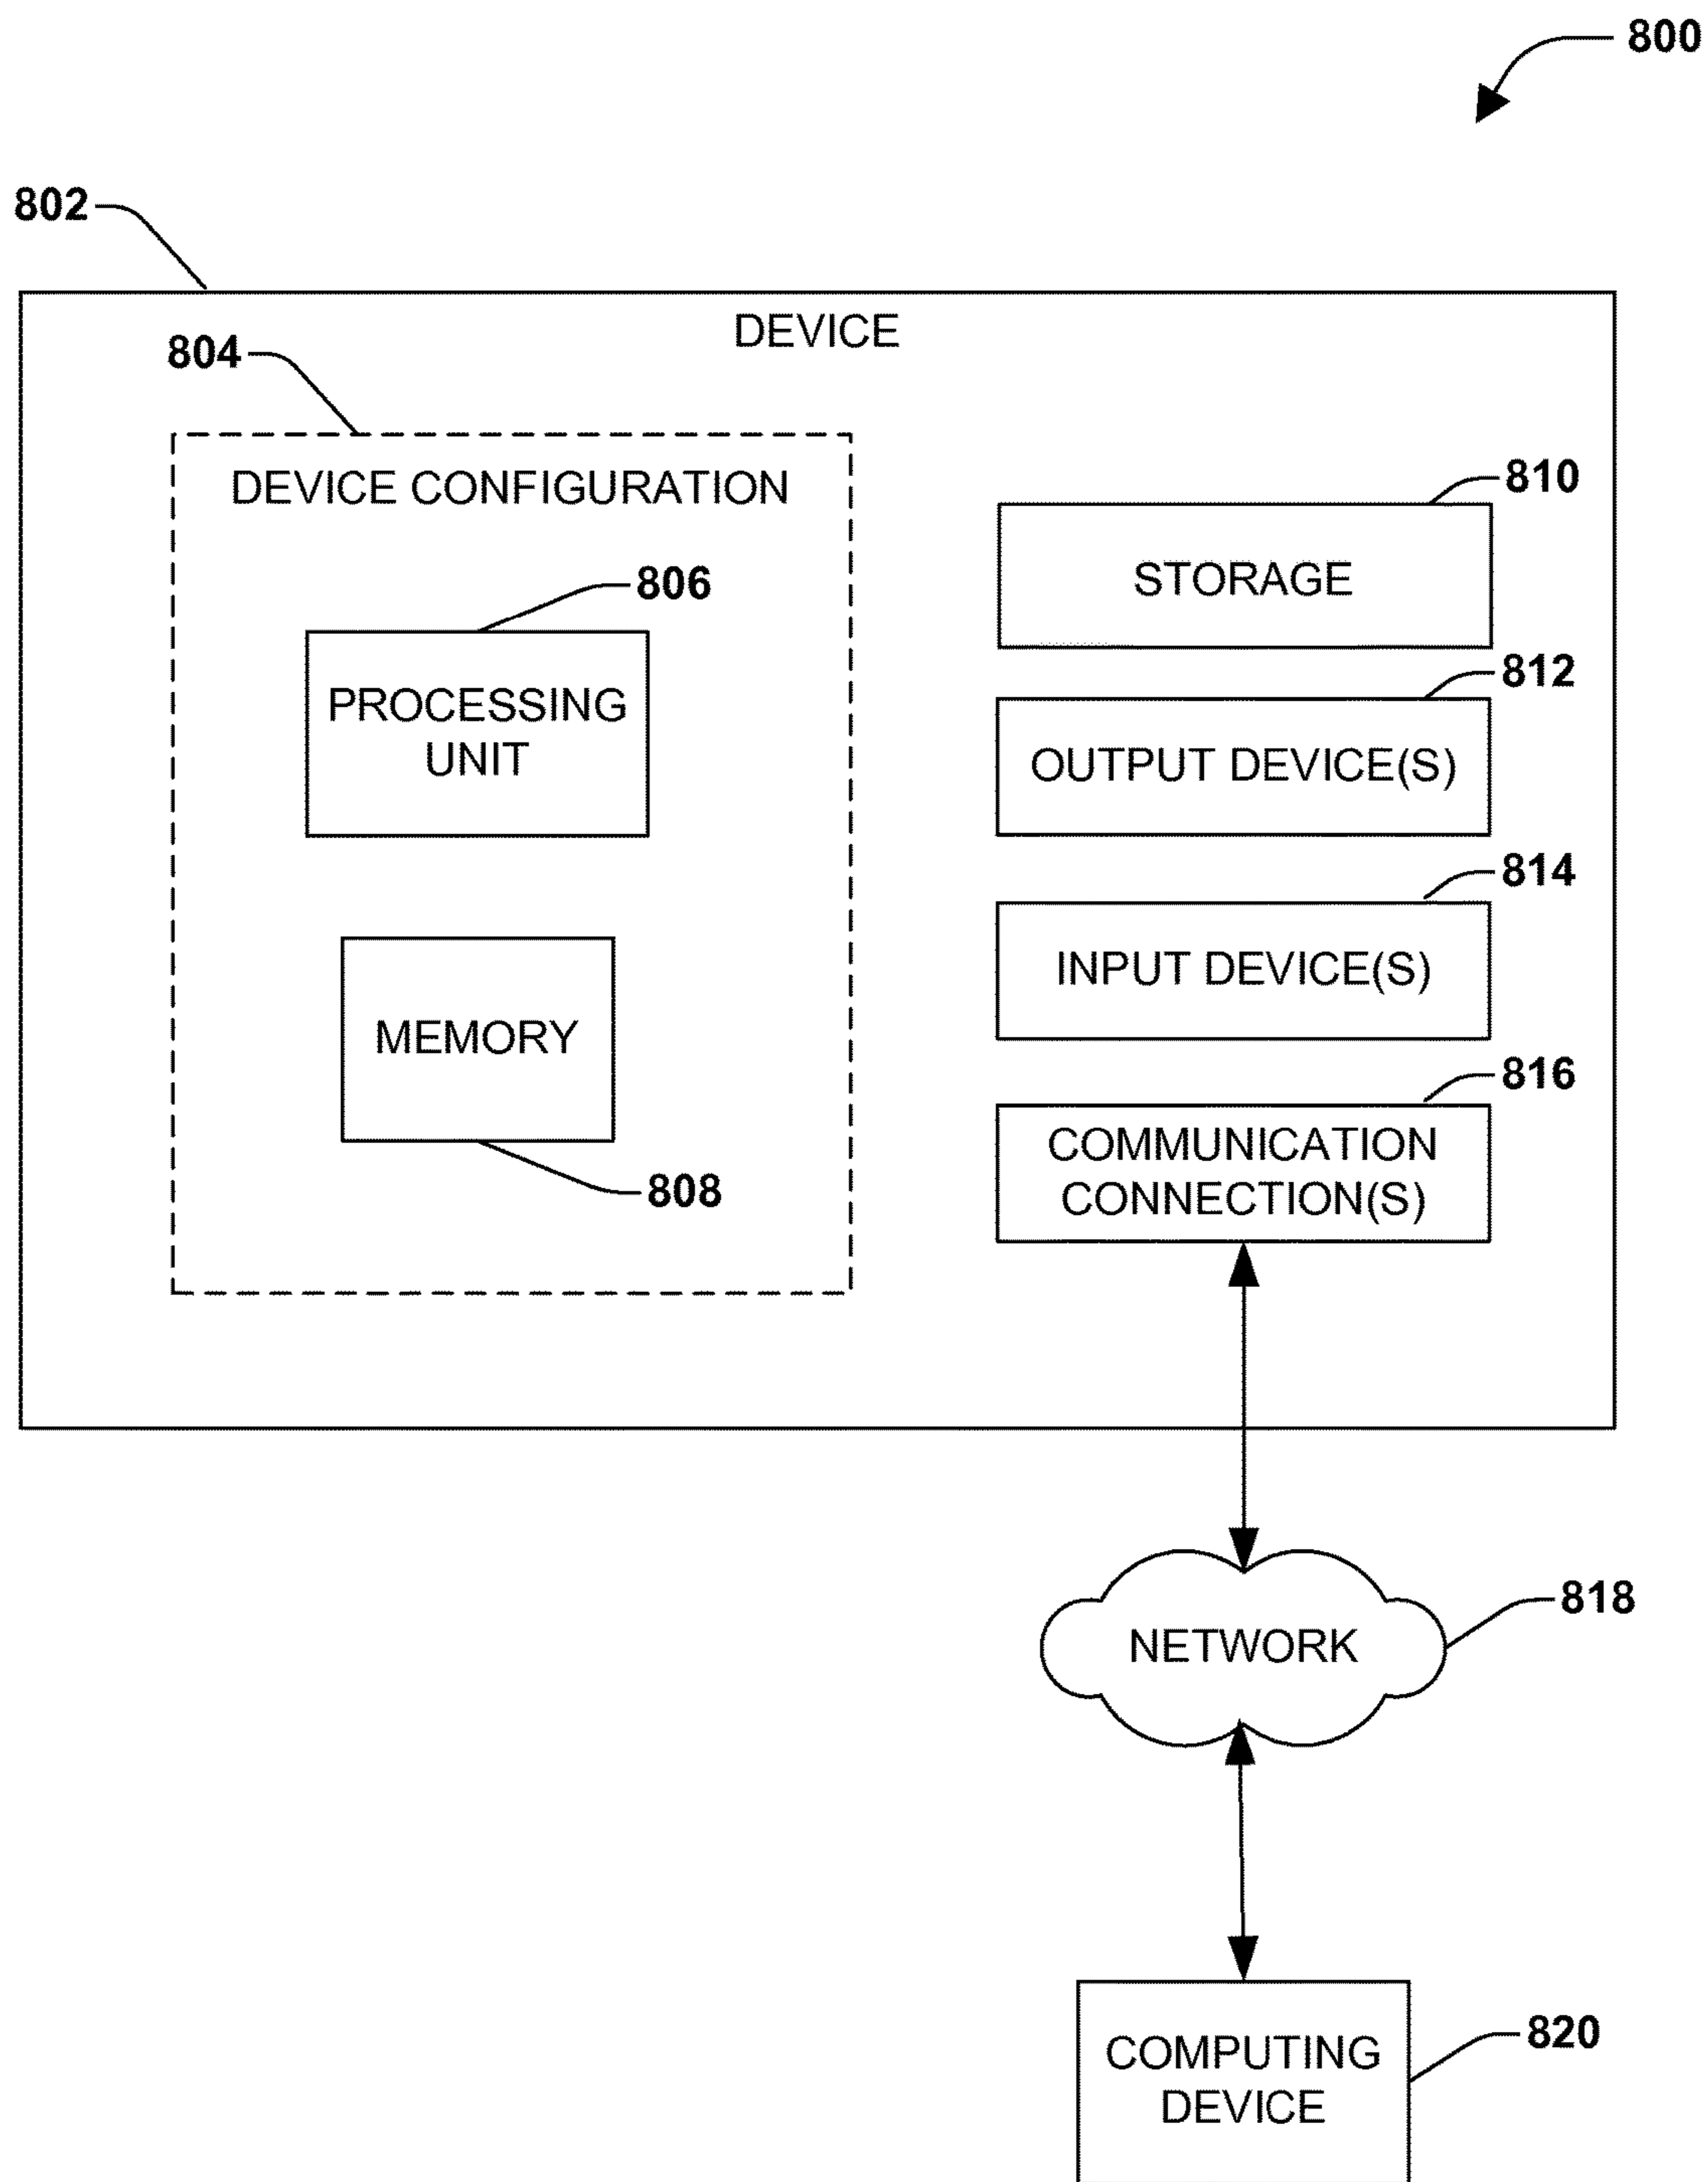 800
802
DEVICE
804
DEVICE CONFIGURATION
810
STORAGE
806
PROCESSING
UNIT
812
OUTPUT DEVICE(S)
814
INPUT DEVICE(S)
MEMORY
808
816
COMMUNICATION
CONNECTION(S)
818
NETWORK
820
COMPUTING
DEVICE